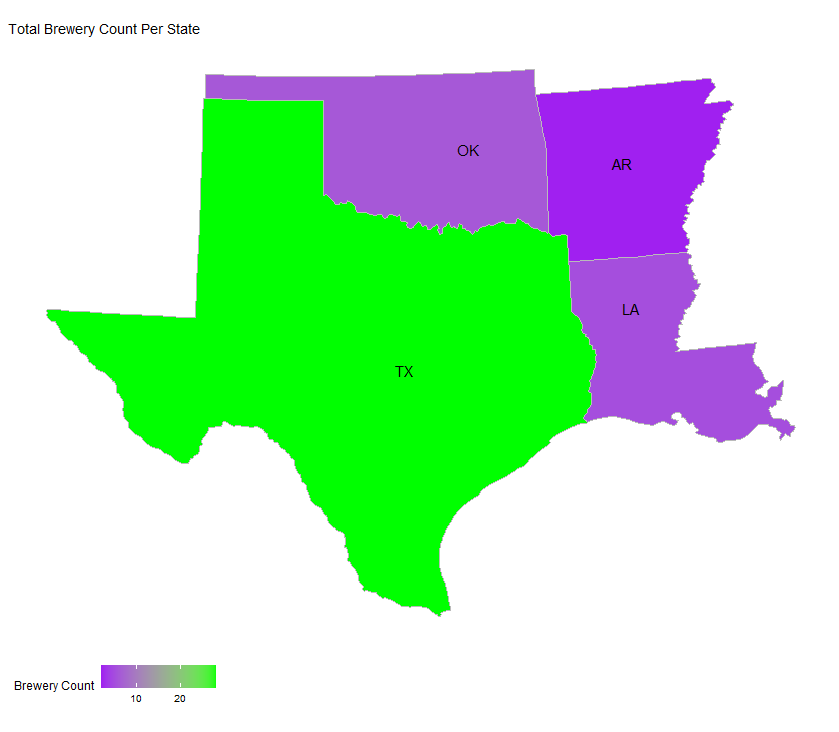 Total Brewery Count Per State
OK
AR
LA
TX
Brewery Count
10 20